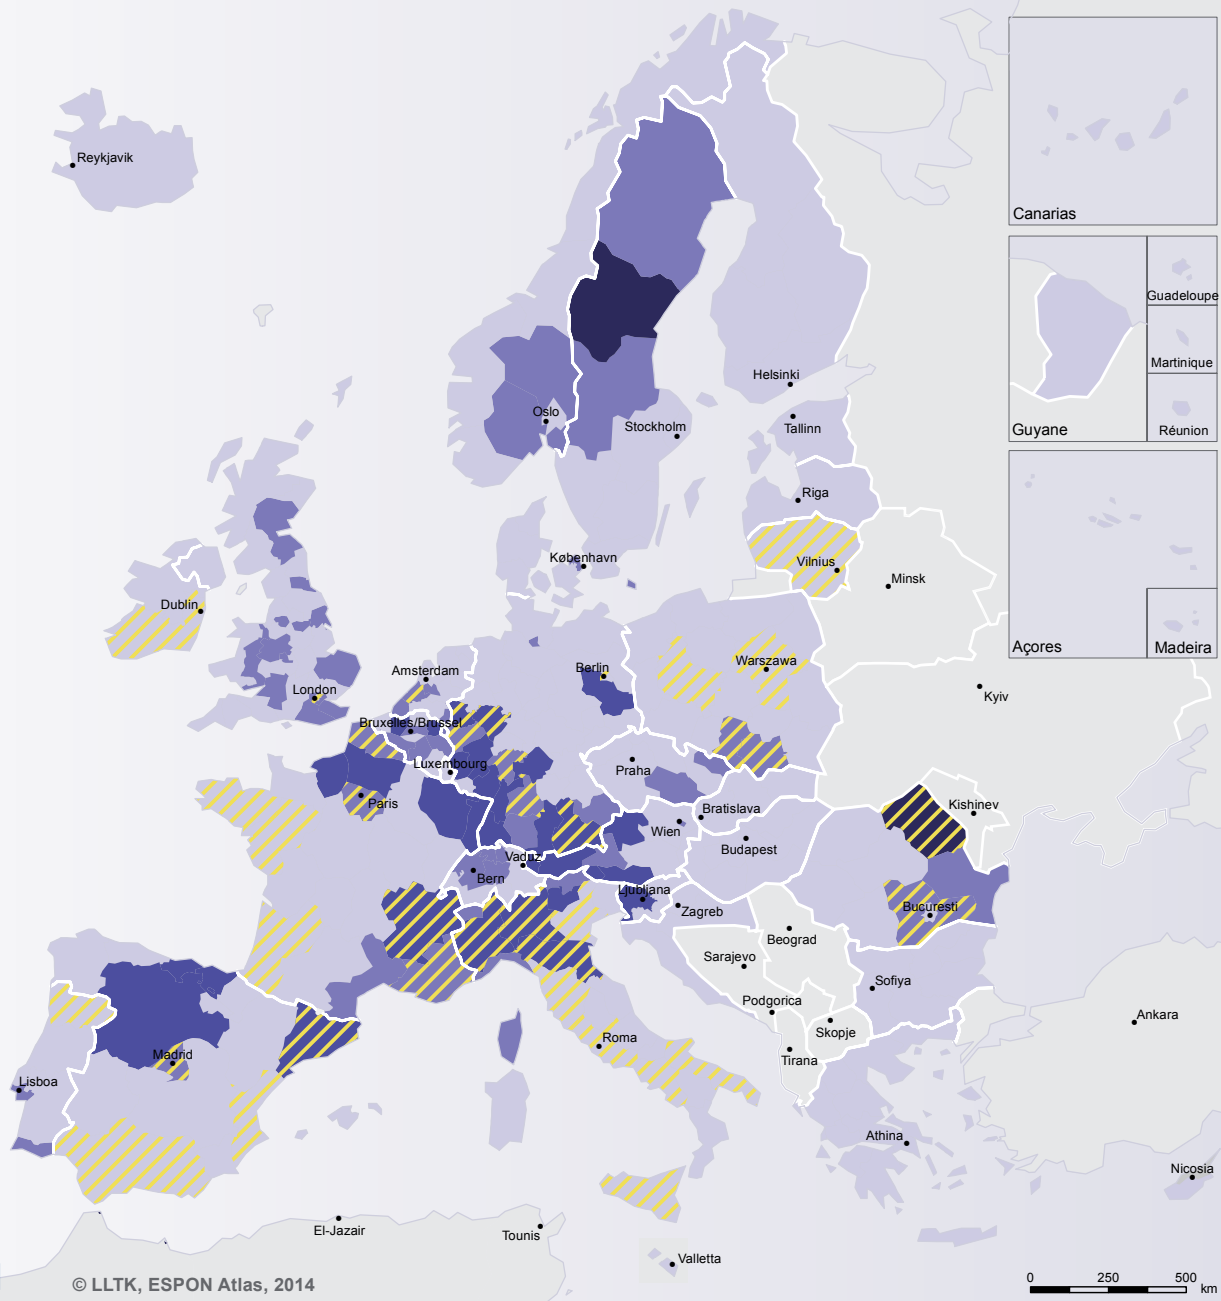 Reykjavik
Canarias
Guadeloupe
Martinique
Guyane
Réunion
Helsinki
Oslo
Stockholm
Tallinn
Riga
København
Vilnius
Minsk
Dublin
Açores
Madeira
Amsterdam
Berlin
Warszawa
London
Kyiv
Bruxelles/Brussel
Luxembourg
Praha
Paris
Kishinev
Bratislava
Wien
Budapest
Vaduz
Bern
Ljubljana
Zagreb
Bucuresti
Beograd
Sarajevo
Sofiya
Podgorica
Skopje
Ankara
Roma
Madrid
Tirana
Lisboa
Athina
Nicosia
El-Jazair
Tounis
Valletta
0 250 500
km
© LLTK, ESPON Atlas, 2014